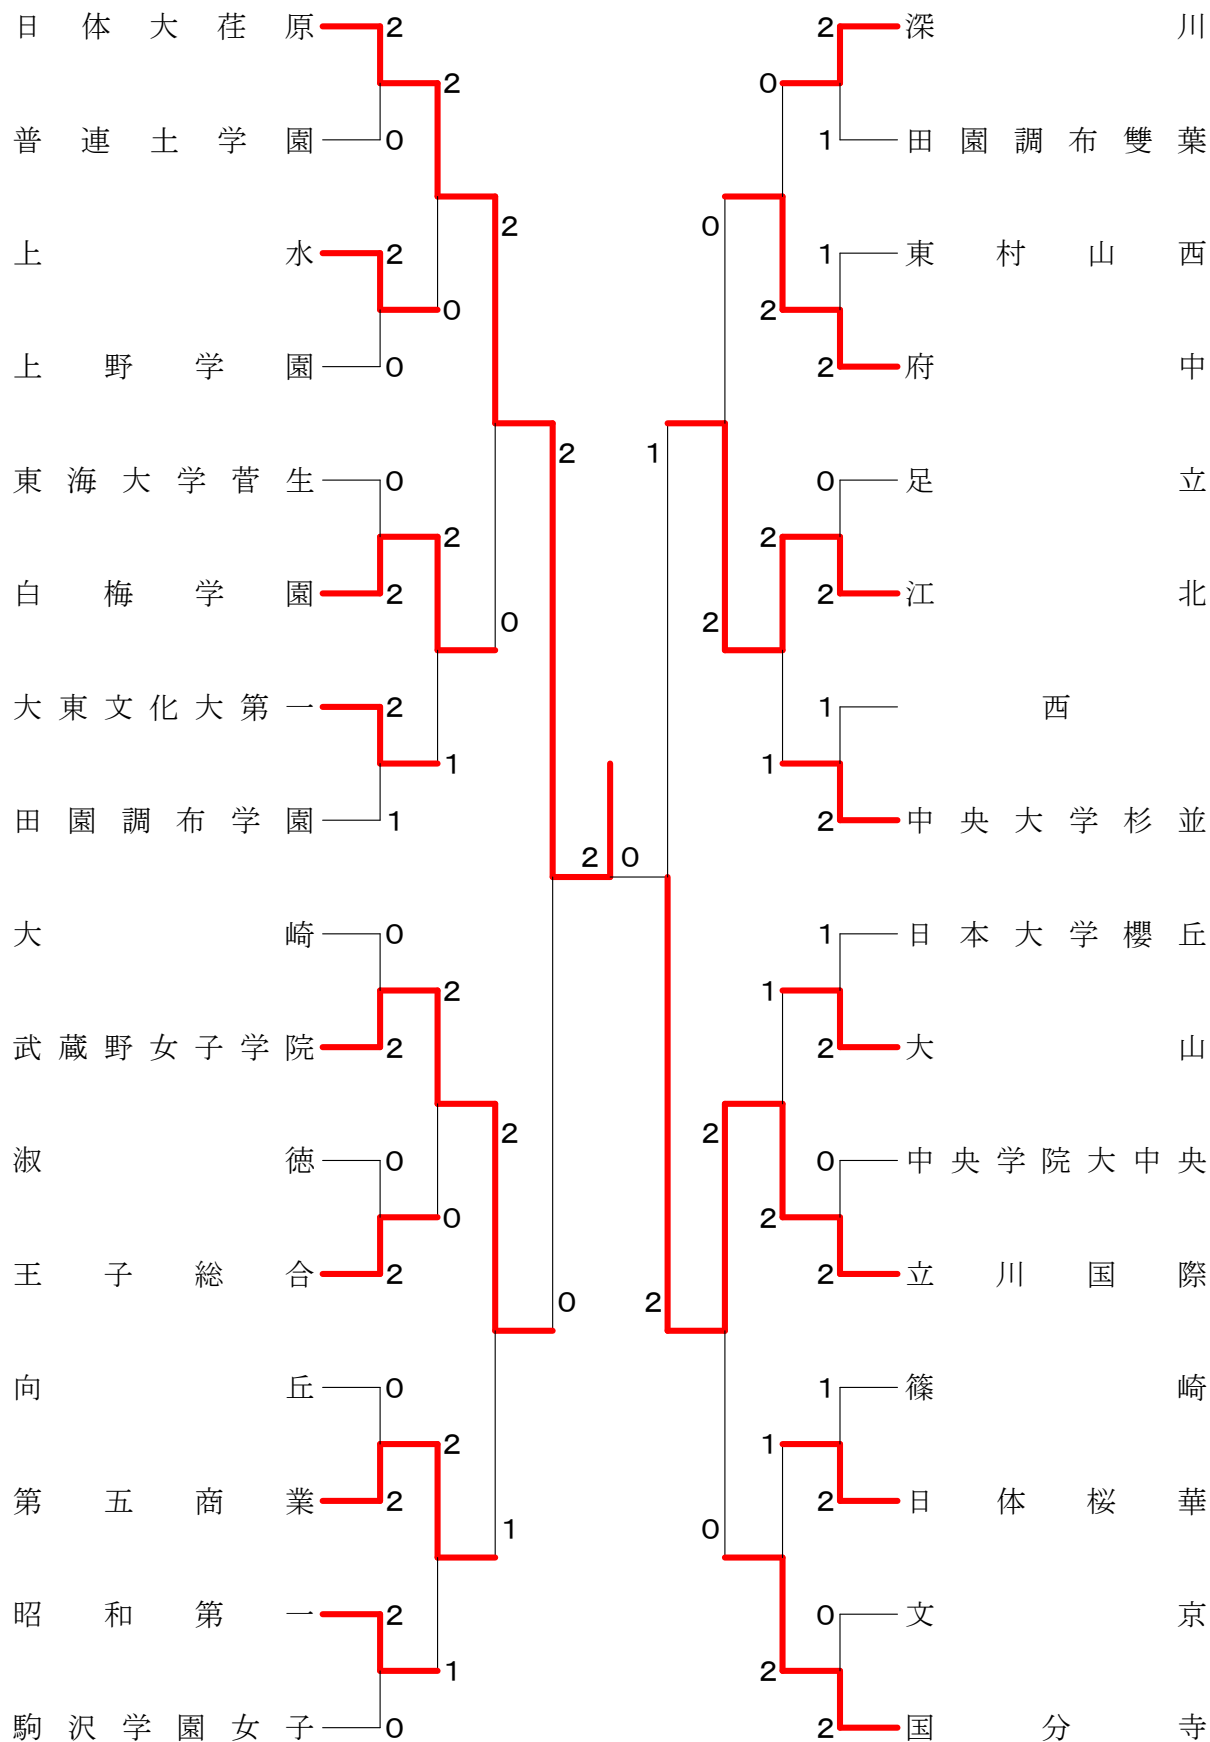 日体大荏原 2 2 深川
2 0
普連土学園 0 1 田園調布雙葉
2 0
上水 2 1 東村山西
0 2
上野学園 0 2 府中
2 1
東海大学菅生 0 0 足立
2 2
白梅学園 2 2 江北
0 2
大東文化大第一 2 1 西
1 1
田園調布学園 1 2 中央大学杉並
2 0
大崎 0 1 日本大学櫻丘
2 1
武蔵野女子学院 2 2 大山
2 2
淑徳 0 0 中央学院大中央
0 2
王子総合 2 2 立川国際
0 2
向丘 0 1 篠崎
2 1
第五商業 2 2 日体桜華
1 0
昭和第一 2 0 文京
1 2
駒沢学園女子 0 2 国分寺